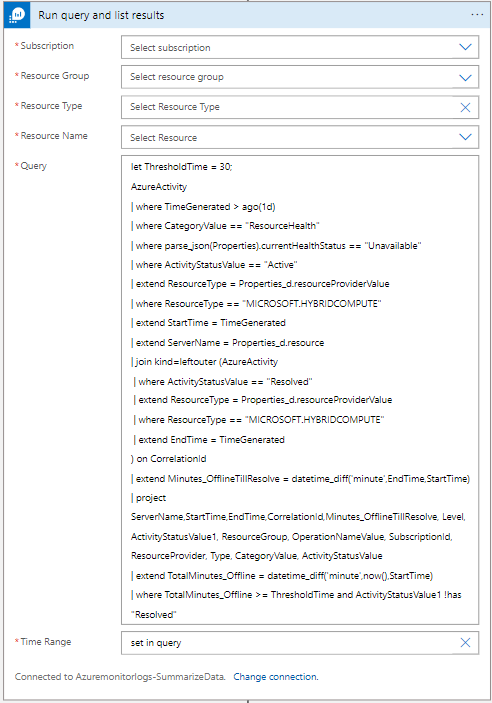 Run query and list results
...
* Subscription
Select subscription
* Resource Group
Select resource group
* Resource Type
Select Resource Type
* Resource Name
Select Resource
* Query
let ThresholdTime = 30;
AzureActivity
| where TimeGenerated > ago(1d)
| where CategoryValue == "ResourceHealth"
| where parse_json(Properties).currentHealthStatus == "Unavailable"
| where ActivityStatusValue == "Active"
| extend ResourceType = Properties_d.resourceProviderValue
| where ResourceType == "MICROSOFT.HYBRIDCOMPUTE"
| extend StartTime = TimeGenerated
| extend ServerName = Properties_d.resource
| join kind=leftouter (AzureActivity
| where ActivityStatusValue == "Resolved"
| extend ResourceType = Properties_d.resourceProviderValue
| where ResourceType == "MICROSOFT.HYBRIDCOMPUTE"
| extend EndTime = TimeGenerated
) on CorrelationId
| extend Minutes_OfflineTillResolve = datetime_diff('minute',EndTime,StartTime)
| project
ServerName,StartTime,EndTime,CorrelationId,Minutes_OfflineTillResolve, Level,
ActivityStatusValue1, ResourceGroup, OperationNameValue, SubscriptionId,
ResourceProvider, Type, CategoryValue, ActivityStatusValue
| extend TotalMinutes_Offline = datetime_diff('minute',now(),StartTime)
| where TotalMinutes_Offline >= ThresholdTime and ActivityStatusValue1 !has
"Resolved"
* Time Range
set in query
Connected to Azuremonitorlogs-SummarizeData. Change connection.